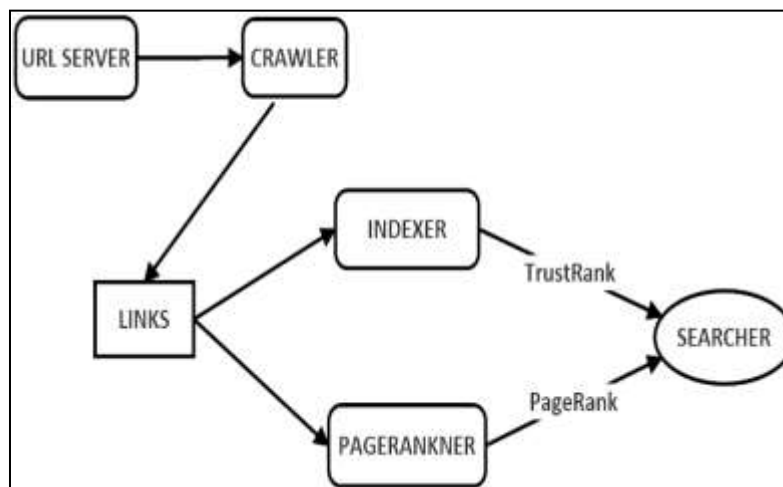 URL SERVER
CRAWLER
INDEXER
TrustRank
LINKS
SEARCHER
PageRank
PAGERANKNER